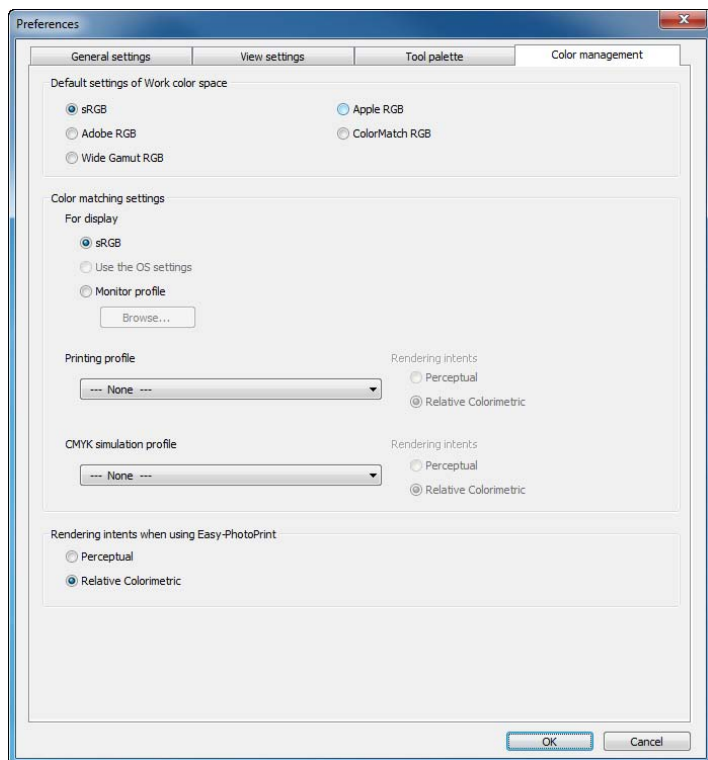 Preferences
General settings
View settings
Tool palette
Color management
Default settings of Work color space
sRGB
Apple RGB
Adobe RGB
ColorMatch RGB
Wide Gamut RGB
Color matching settings
For display
sRGB
Use the OS settings
Monitor profile
Browse...
Printing profile
Rendering intents
--- None ---
Perceptual
Relative Colorimetric
CMYK simulation profile
Rendering intents
--- None ---
Perceptual
Relative Colorimetric
Rendering intents when using Easy-PhotoPrint
Perceptual
Relative Colorimetric
OK
Cancel